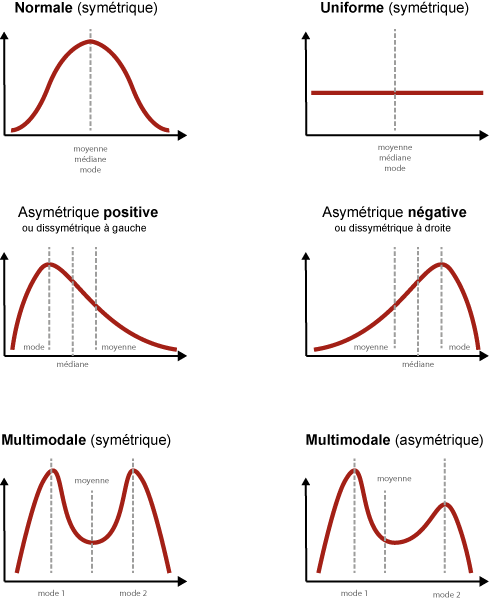 Normale (symétrique)
moyenne
médiane
mode
Uniforme (symétrique)
moyenne
médiane
mode
Asymétrique positive
ou dissymétrique à gauche
mode
moyenne
médiane
Asymétrique négative
ou dissymétrique à droite
moyenne
mode
médiane
Multimodale (symétrique)
moyenne
mode 1
mode 2
Multimodale (asymétrique)
moyenne
mode 1
mode 2